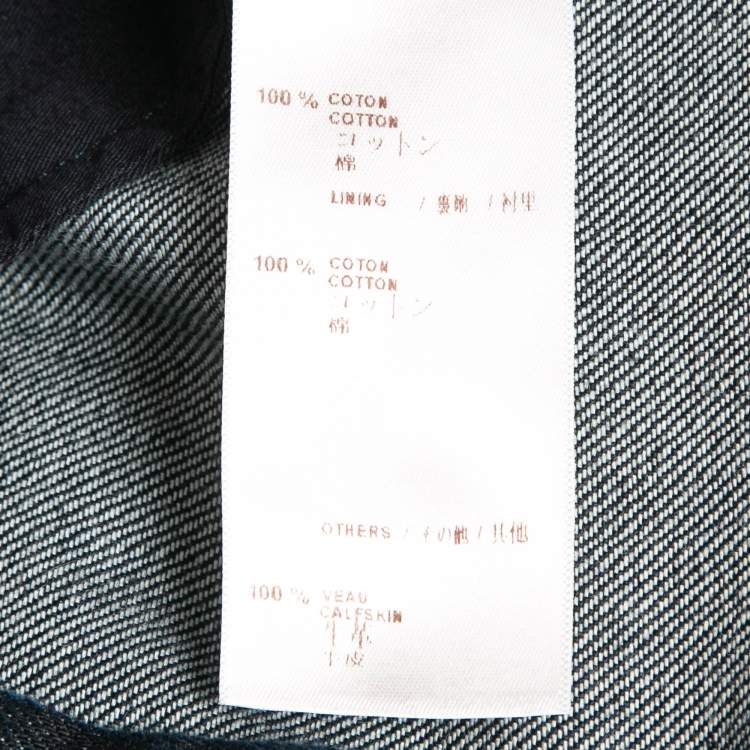 100 % COTON
COTTON
コットン
棉
LINING / 裏地 / 衬里
100 % COTON
COTTON
コットン
棉
OTHERS / その他 / 其他
100 % VEAU
CALFSKIN
牛革
牛皮